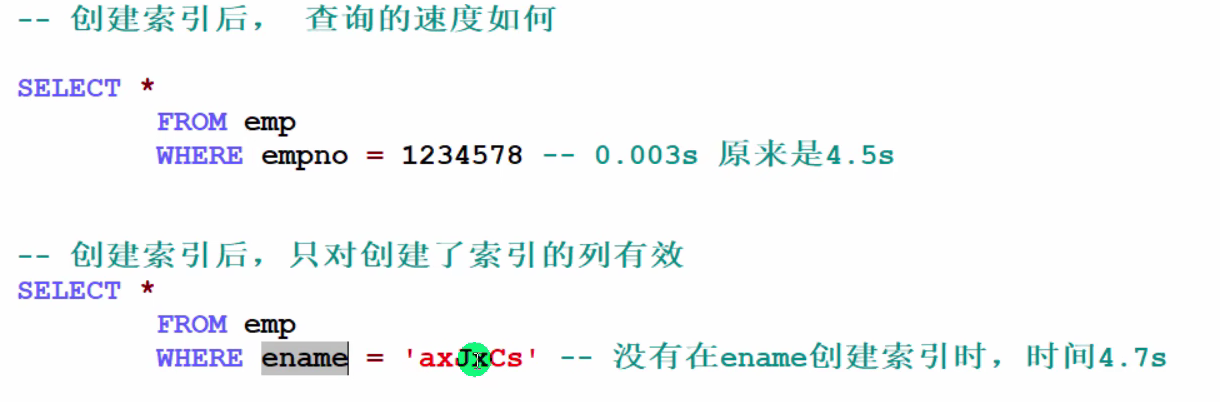 -- 创建索引后， 查询的速度如何
SELECT *
FROM emp
WHERE empno = 1234578 -- 0.003s 原来是4.5s
-- 创建索引后，只对创建了索引的列有效
SELECT *
FROM emp
WHERE ename = 'axJxCs' -- 没有在ename创建索引时，时间4.7s